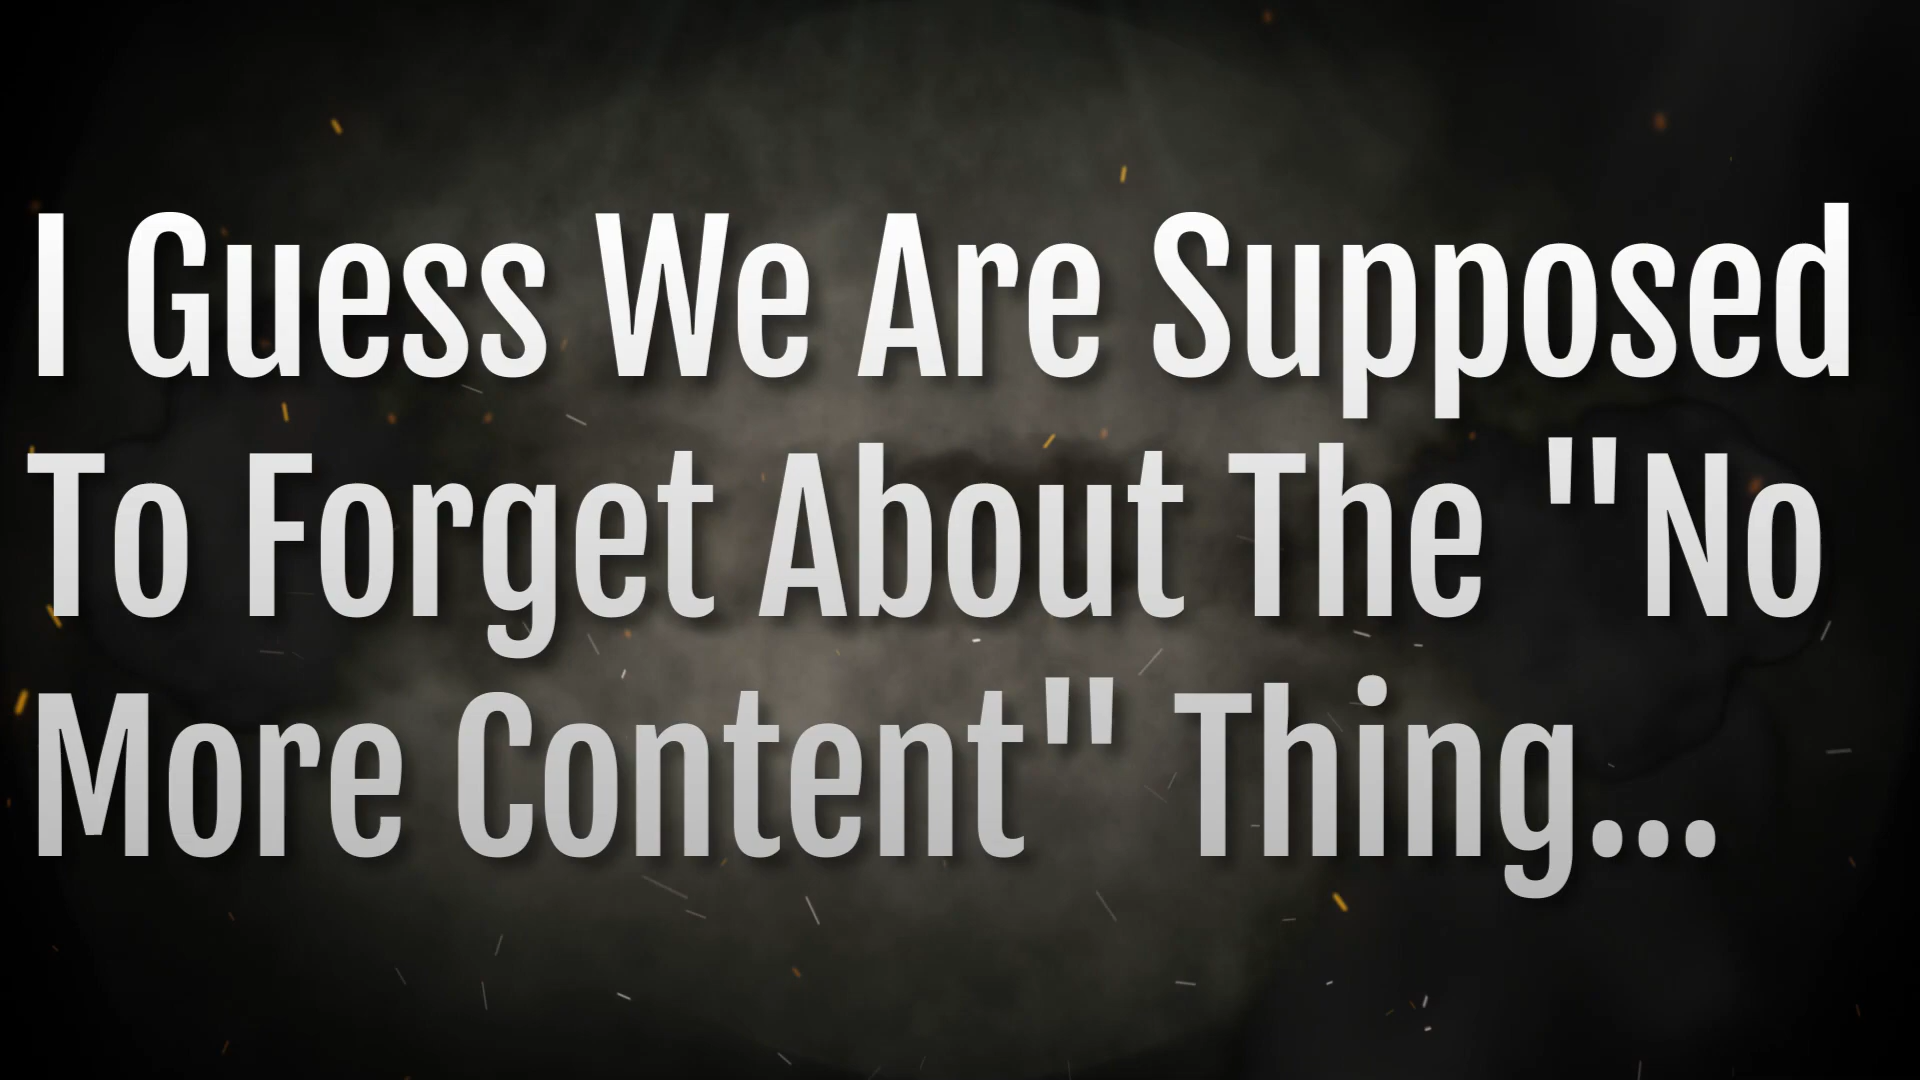 I Guess We Are Supposed
To Forget About The "No
More Content" Thing...